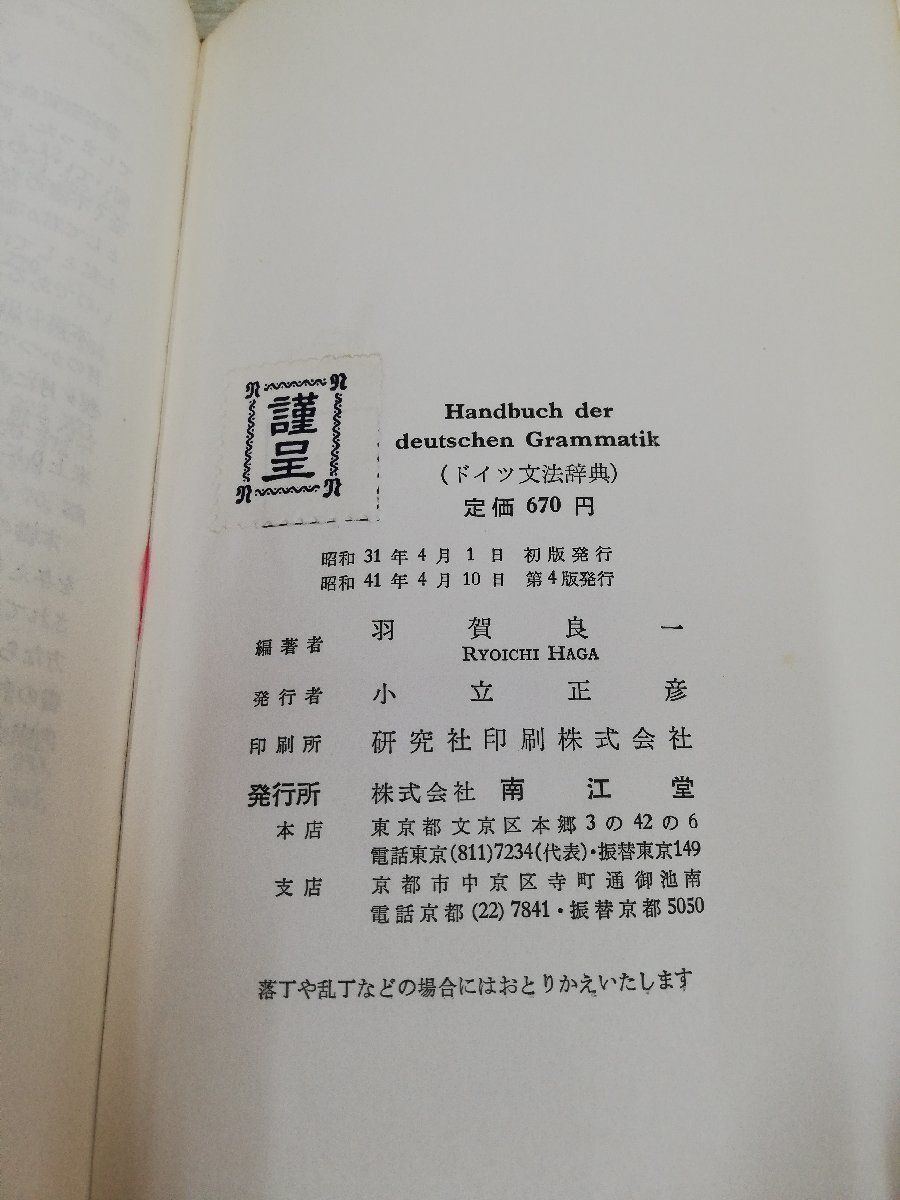 謹呈
Handbuch der
deutschen Grammatik
(ドイツ文法辞典)
定価 670 円
昭和 31 年 4 月 1 日 初版発行
昭和 41 年 4 月 10 日 第4版発行
編著者 羽賀良一
RYOICHI HAGA
発行者 小立正彦
印刷所 研究社印刷株式会社
発行所 株式会社 南江堂
本店 東京都文京区本郷3の42の6
電話東京(811)7234(代表)・振替東京149
支店 京都市中京区寺町通御池南
電話京都(22)7841・振替京都5050
落丁や乱丁などの場合にはおとりかえいたします